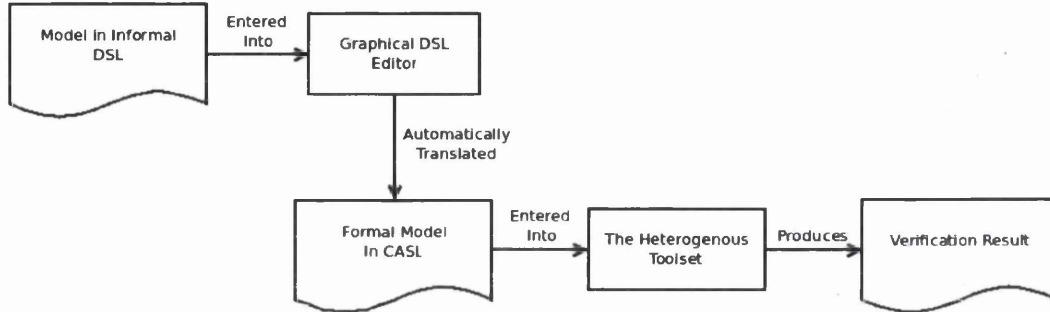 Model in Informal
DSL
Entered
Into
Graphical DSL
Editor
Automatically
Translated
Formal Model
In CASL
Entered
Into
The Heterogenous
Toolset
Produces
Verification Result